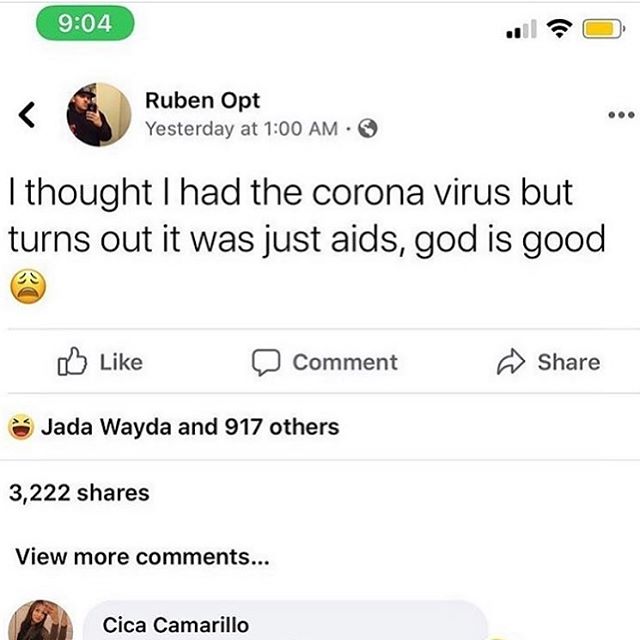 9:04
Ruben Opt
Yesterday at 1:00 AM ·
I thought I had the corona virus but
turns out it was just aids, god is good
😩
Like Comment Share
Jada Wayda and 917 others
3,222 shares
View more comments...
Cica Camarillo